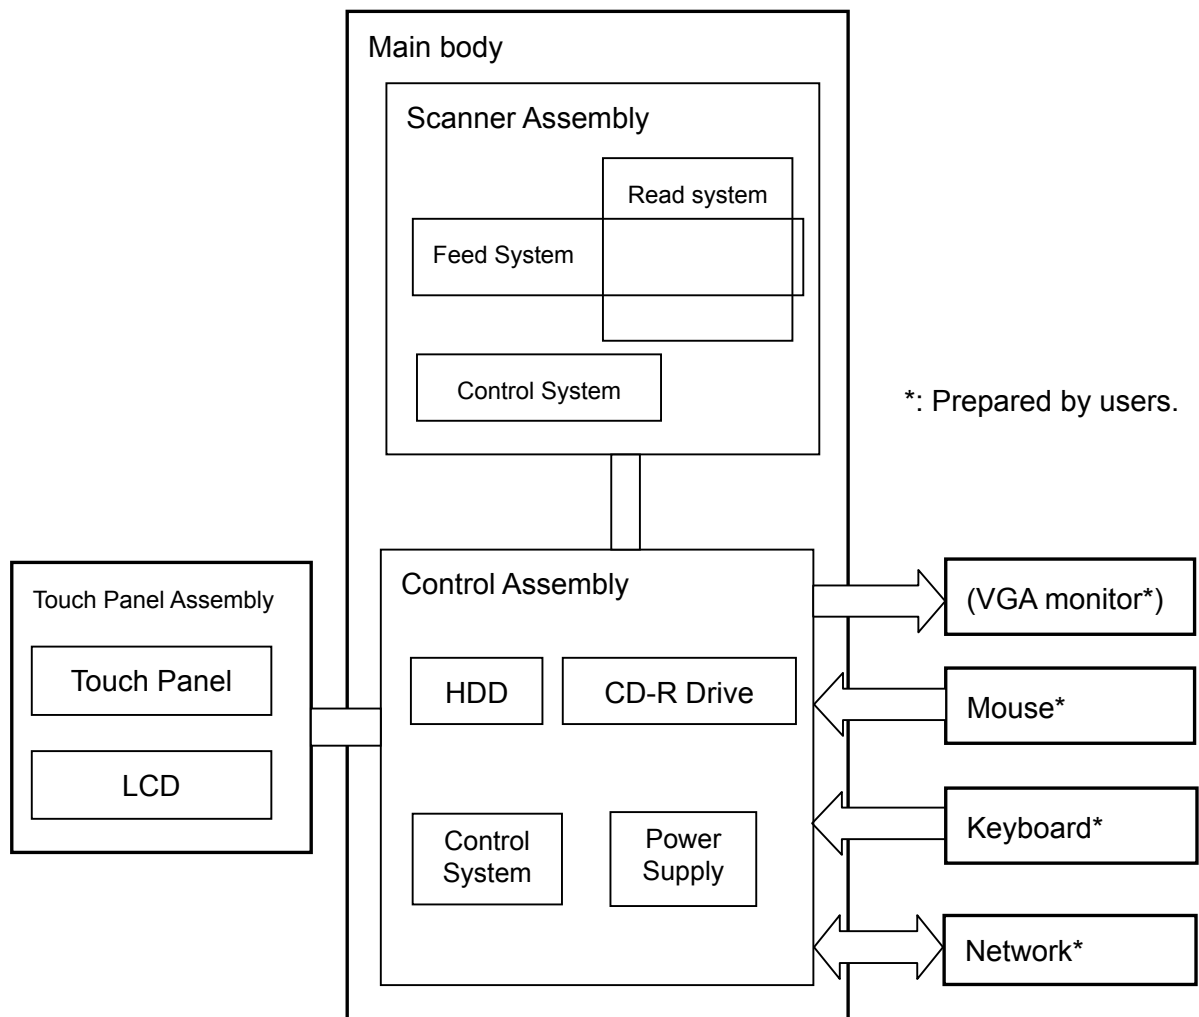 Main body
Scanner Assembly
Read system
Feed System
Control System
*: Prepared by users.
Touch Panel Assembly
Touch Panel
LCD
Control Assembly
HDD
CD-R Drive
Control
System
Power
Supply
(VGA monitor*)
Mouse*
Keyboard*
Network*